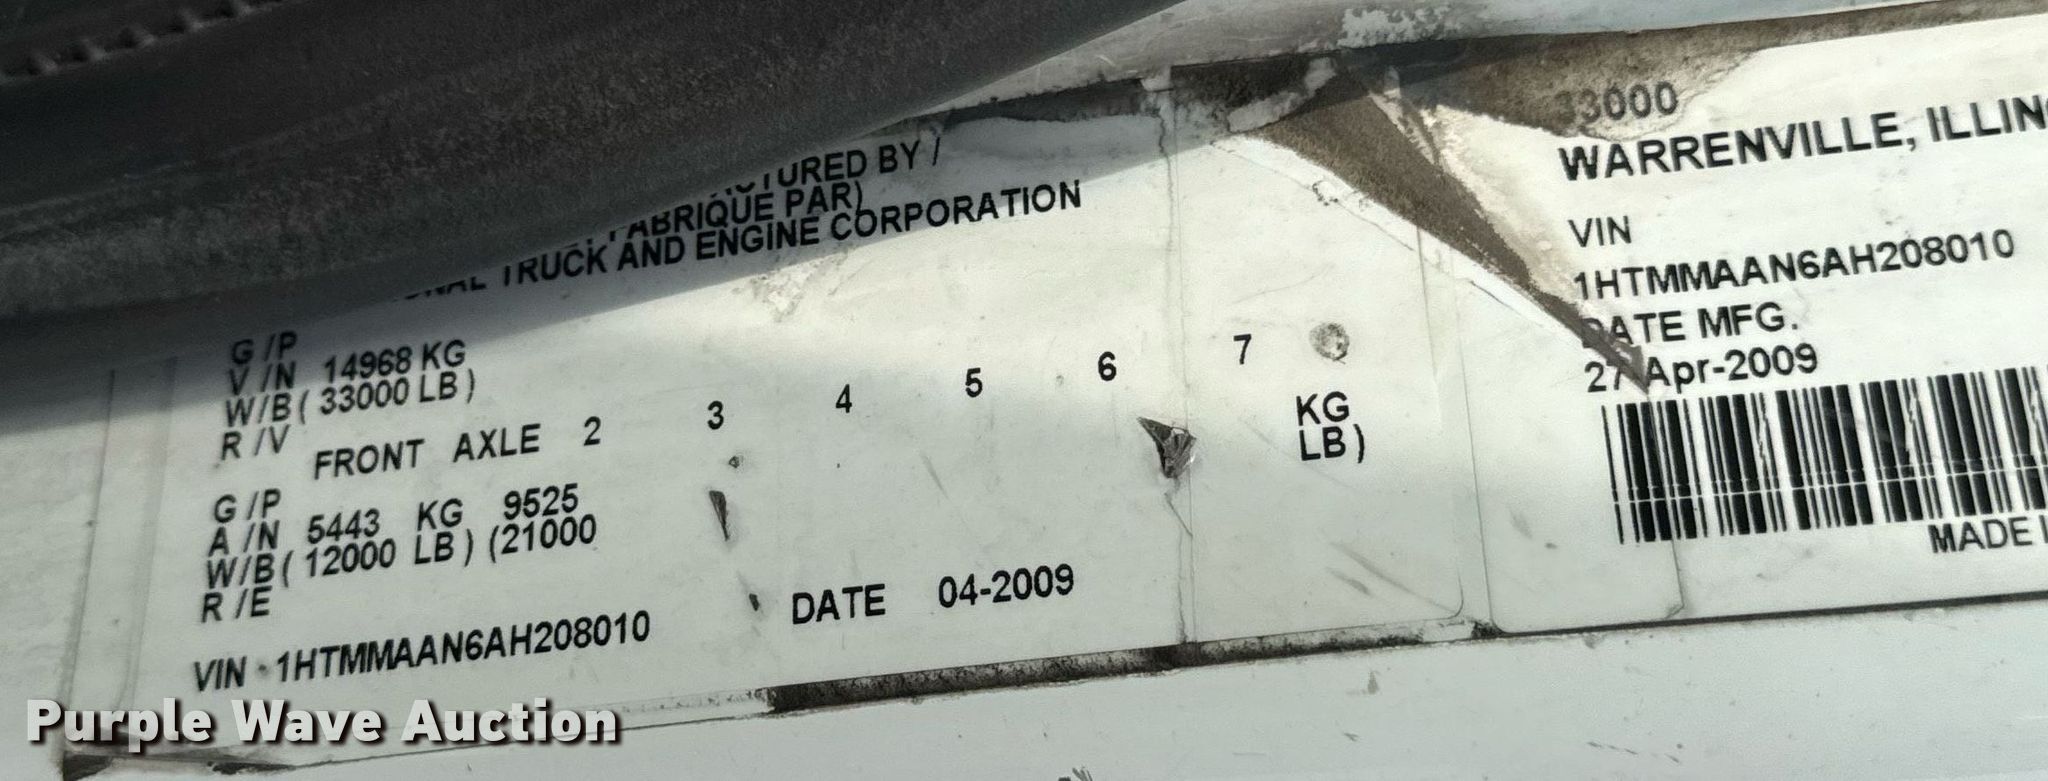 TURED BY /
FABRIQUE PAR)
TRUCK AND ENGINE CORPORATION
G /P
V /N 14968 KG
W/B ( 33000 LB )
R /V
FRONT AXLE 2 3 4 5 6 7
G /P
A /N 5443 KG 9525 KG
W/B ( 12000 LB ) (21000 LB )
R /E
VIN · 1HTMMAAN6AH208010
DATE 04-2009
33000
WARRENVILLE, ILLIN
VIN
1HTMMAAN6AH208010
DATE MFG.
27 Apr-2009
MADE
Purple Wave Auction